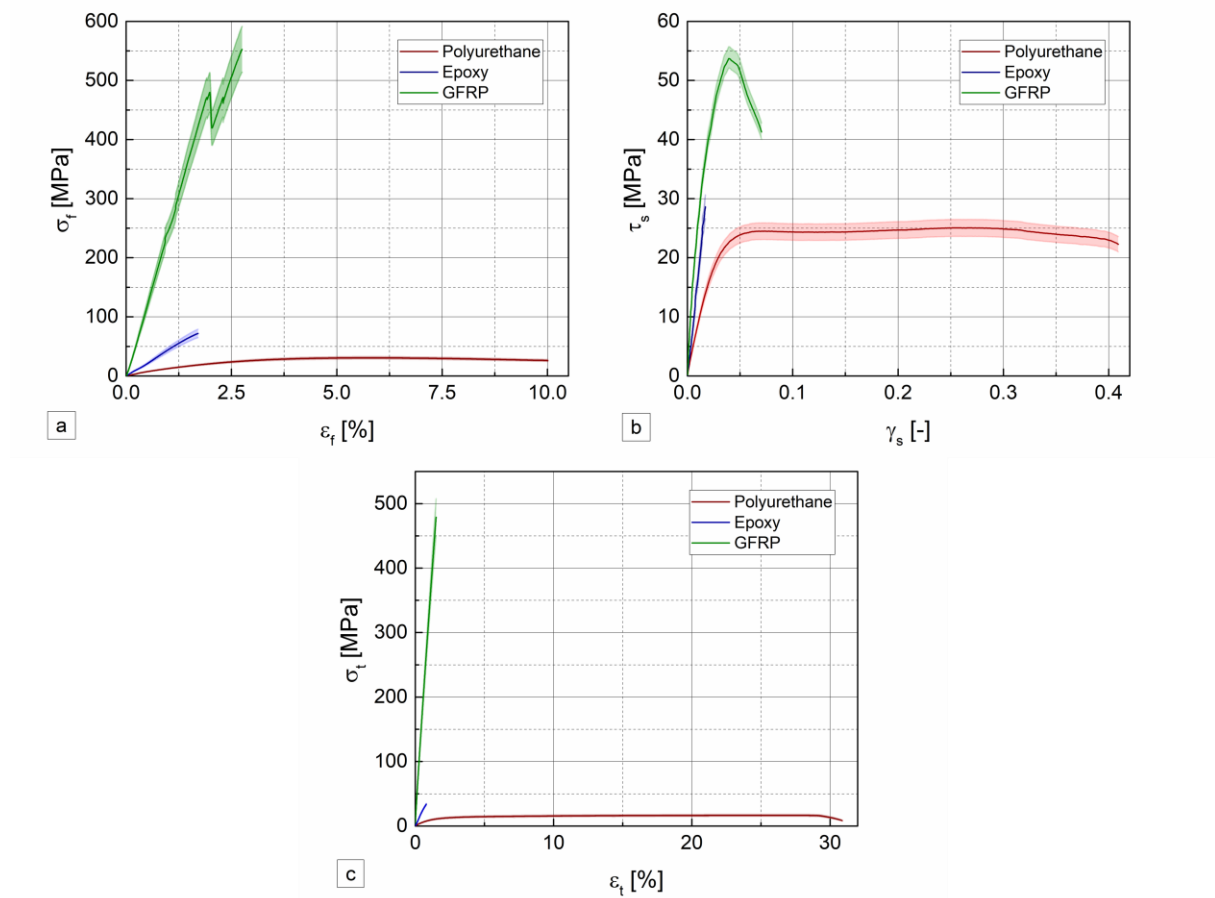 600
500
400
300
200
100
0
σf [MPa]
Polyurethane
Epoxy
GFRP
0.0 2.5 5.0 7.5 10.0
a
εf [%]
60
50
40
30
20
10
0
τs [MPa]
Polyurethane
Epoxy
GFRP
0.0 0.1 0.2 0.3 0.4
b
γs [-]
500
400
300
200
100
0
σt [MPa]
Polyurethane
Epoxy
GFRP
0 10 20 30
c
εt [%]